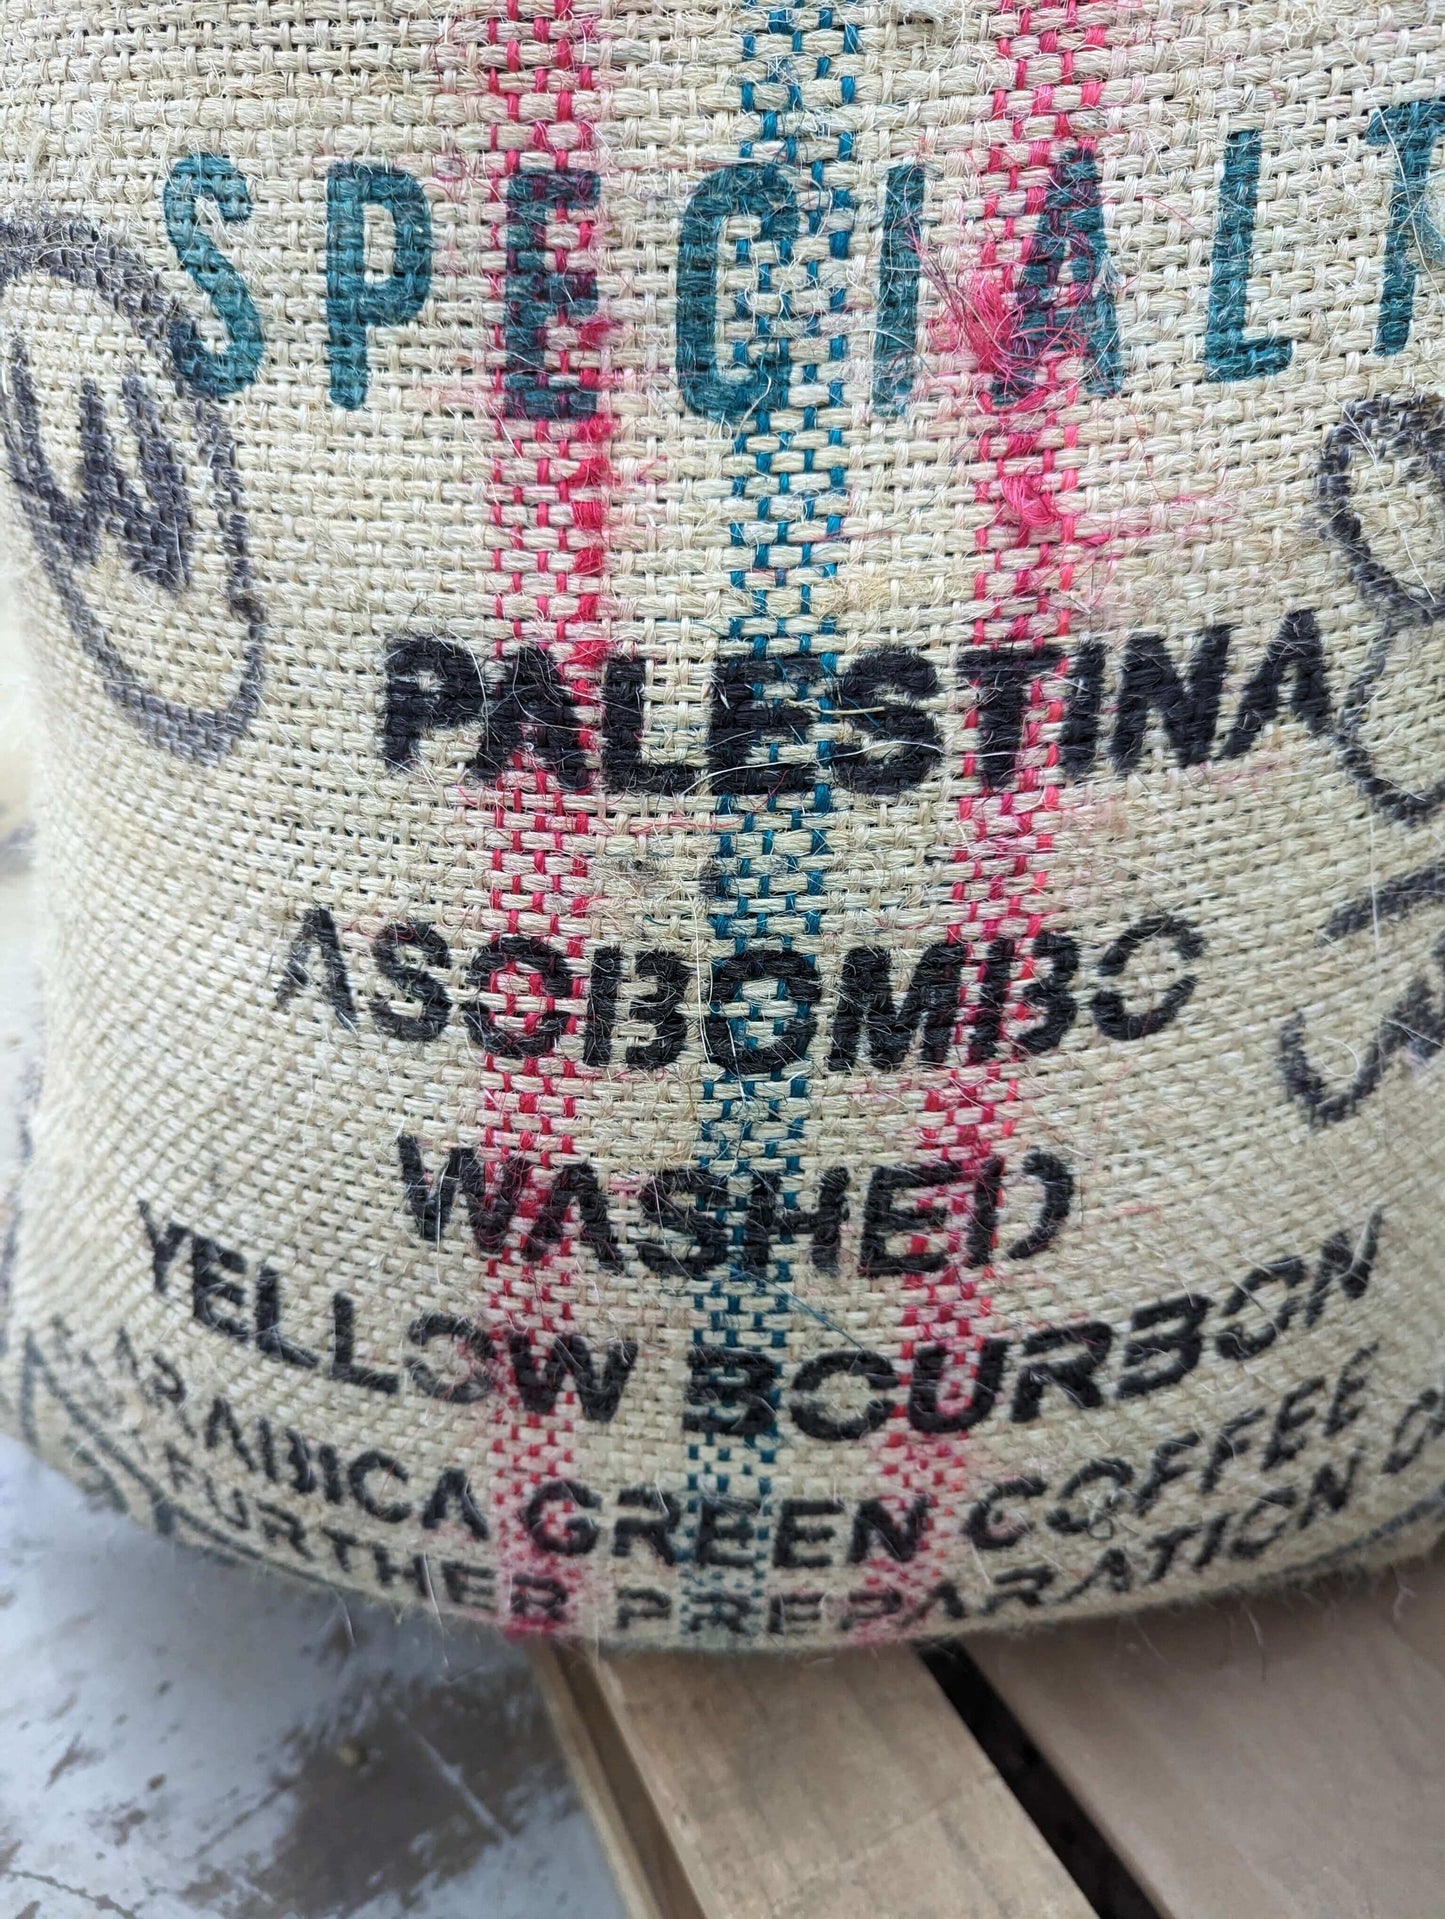 SPECIALT
PALESTINA
ASOBOMBO
WASHED
YELLOW BOURBON
ARABICA GREEN COFFEE
FURTHER PREPARATION